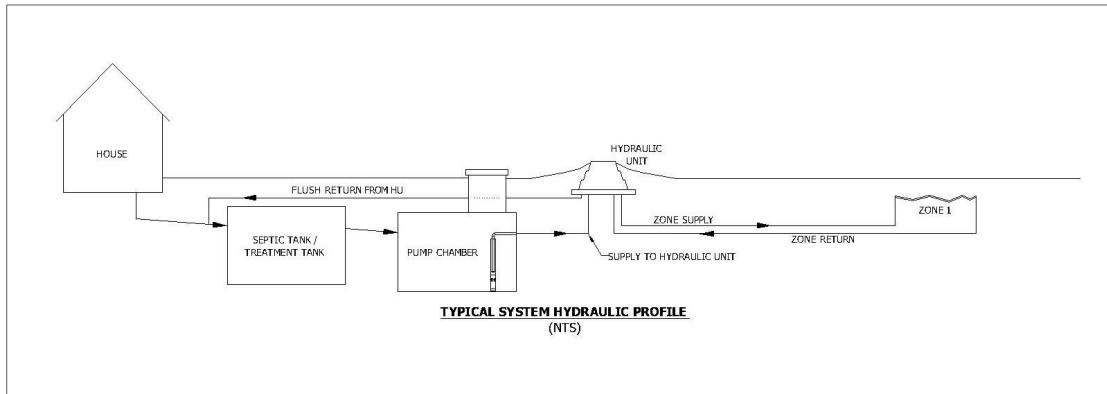 HOUSE
HYDRAULIC
UNIT
FLUSH RETURN FROM HU
ZONE SUPPLY
ZONE 1
ZONE RETURN
SEPTIC TANK /
TREATMENT TANK
PUMP CHAMBER
SUPPLY TO HYDRAULIC UNIT
TYPICAL SYSTEM HYDRAULIC PROFILE
(NTS)